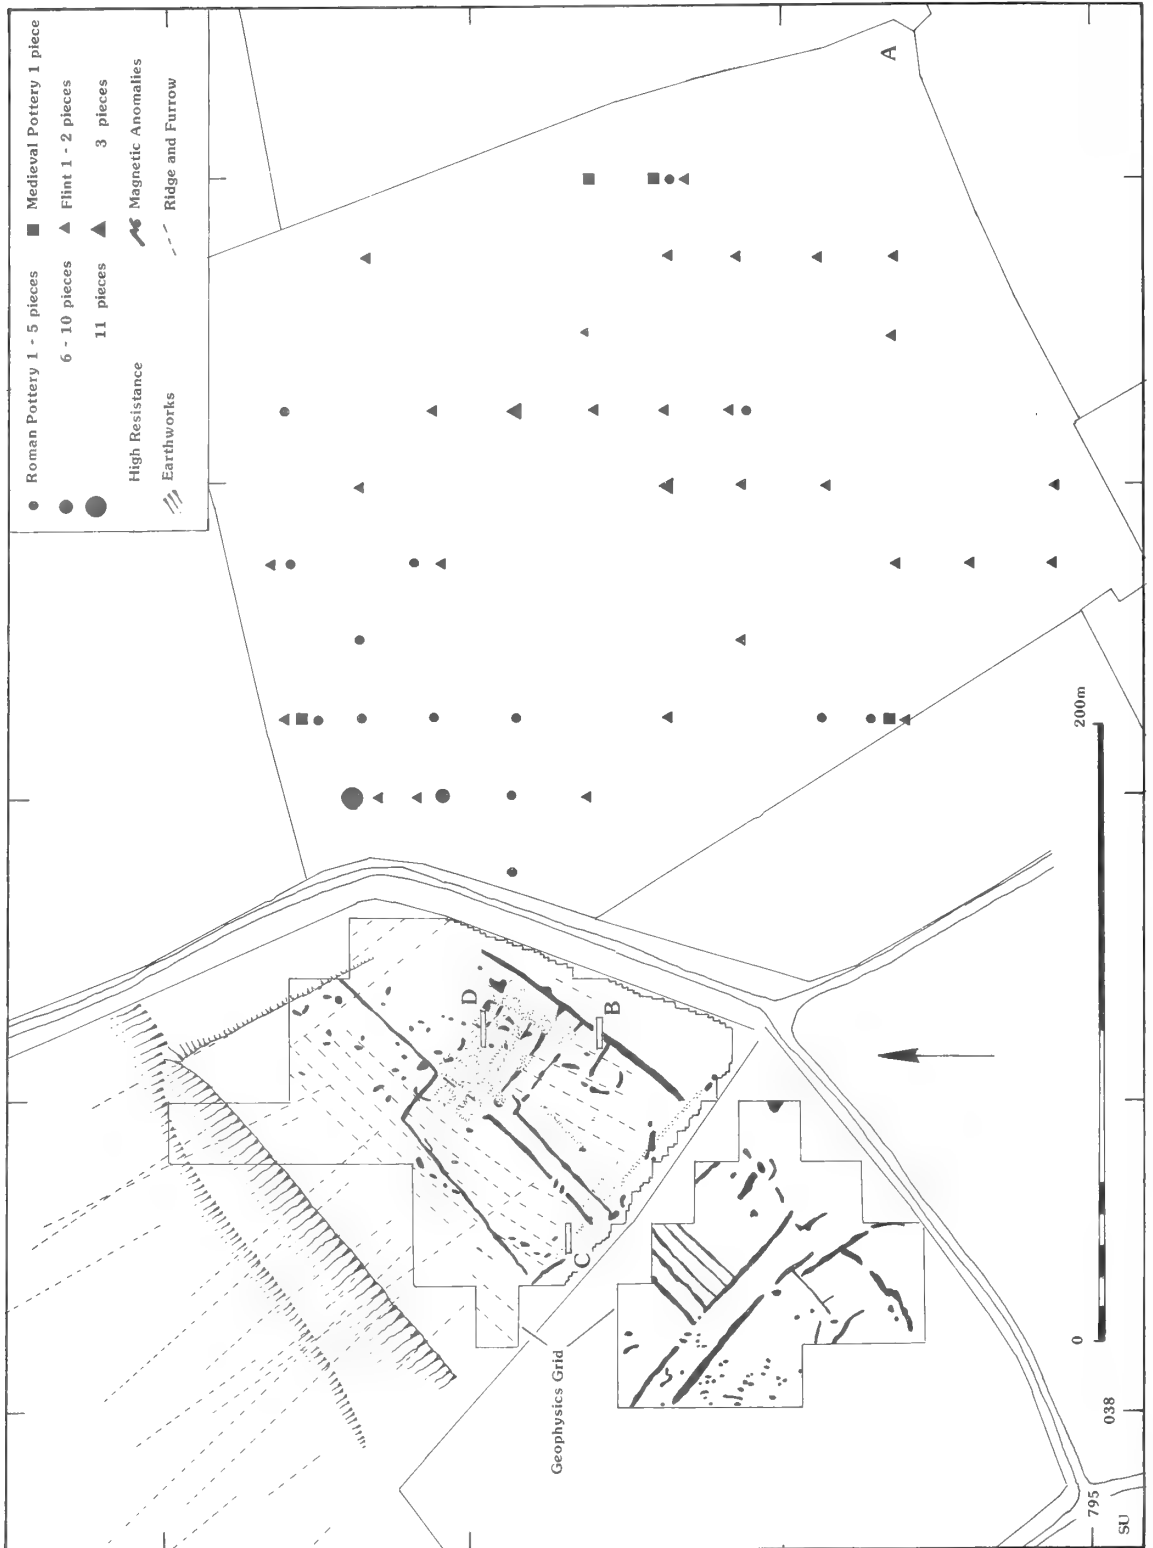 Roman Pottery 1 - 5 pieces
6 - 10 pieces
11 pieces
Medieval Pottery 1 piece
Flint 1 - 2 pieces
3 pieces
High Resistance
Magnetic Anomalies
Earthworks
Ridge and Furrow
A
D
B
C
Geophysics Grid
0
200m
038
795
SU